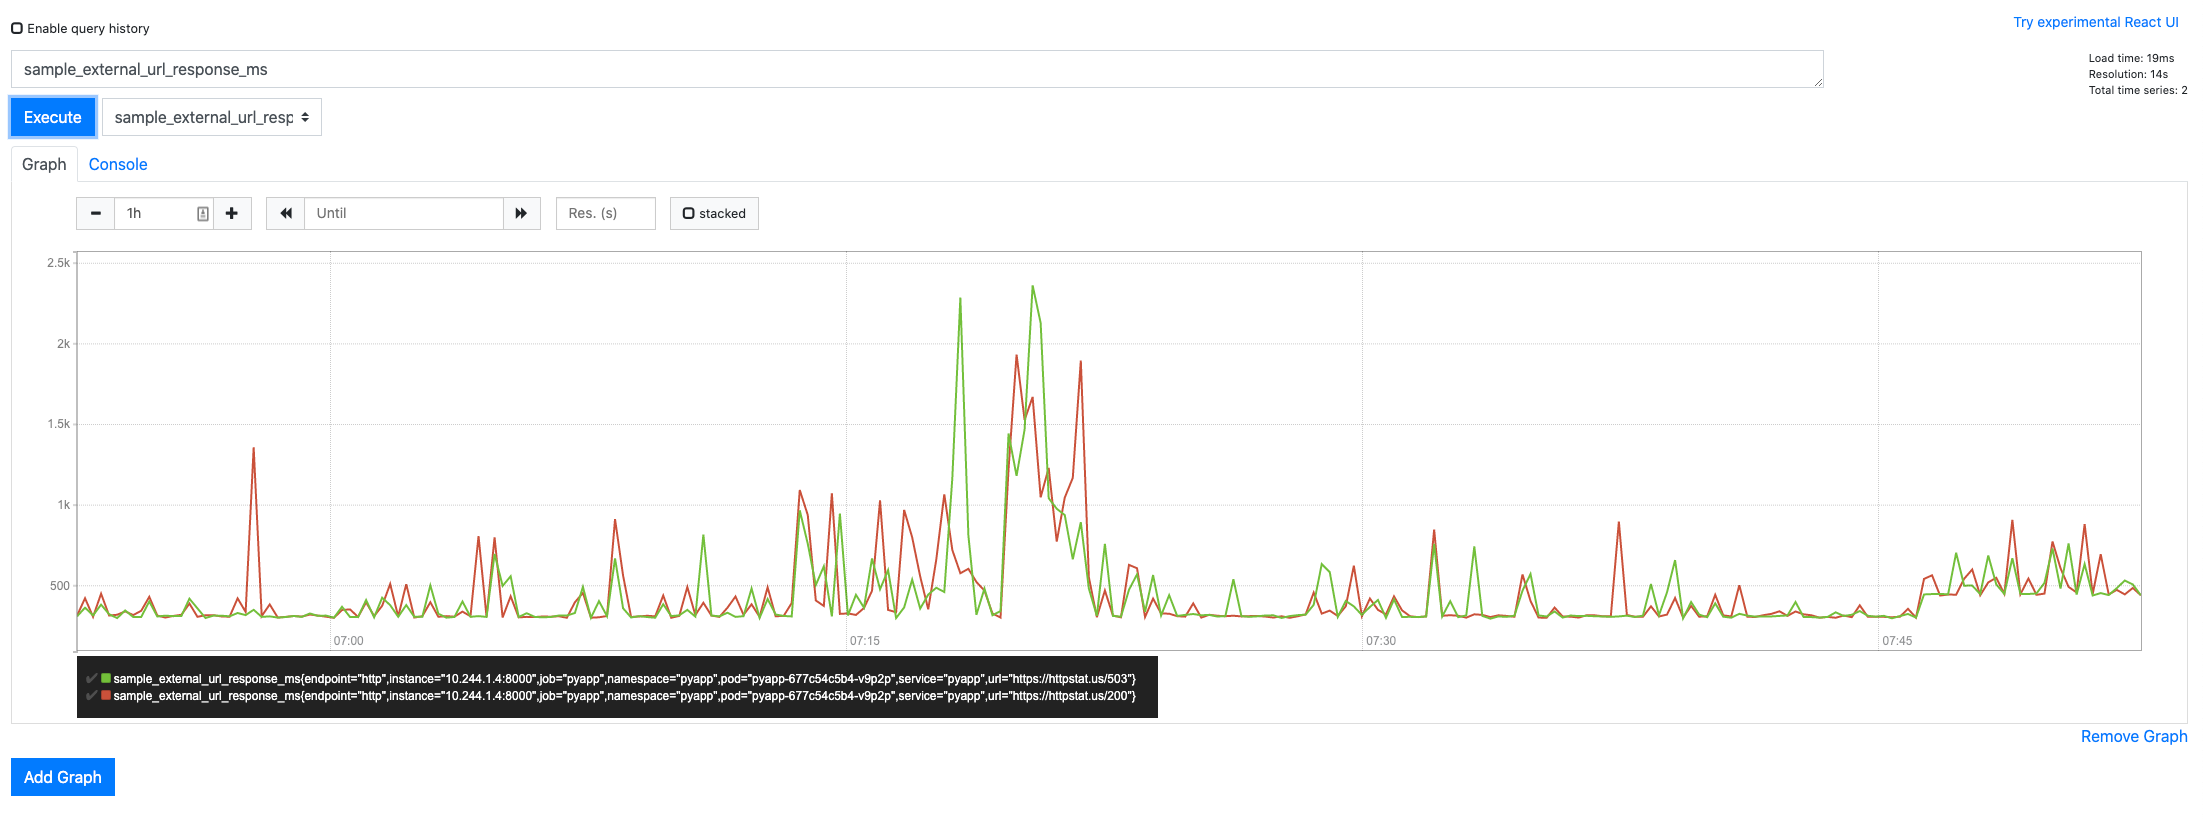 Enable query history
Try experimental React UI
sample_external_url_response_ms
Load time: 19ms
Resolution: 14s
Total time series: 2
Execute
sample_external_url_resp
Graph
Console
1h
Until
Res. (s)
stacked
2.5k
2k
1.5k
1k
500
07:00
07:15
07:30
07:45
sample_external_url_response_ms{endpoint="http",instance="10.244.1.4:8000",job="pyapp",namespace="pyapp",pod="pyapp-677c54c5b4-v9p2p",service="pyapp",url="https://httpstat.us/503"}
sample_external_url_response_ms{endpoint="http",instance="10.244.1.4:8000",job="pyapp",namespace="pyapp",pod="pyapp-677c54c5b4-v9p2p",service="pyapp",url="https://httpstat.us/200"}
Remove Graph
Add Graph